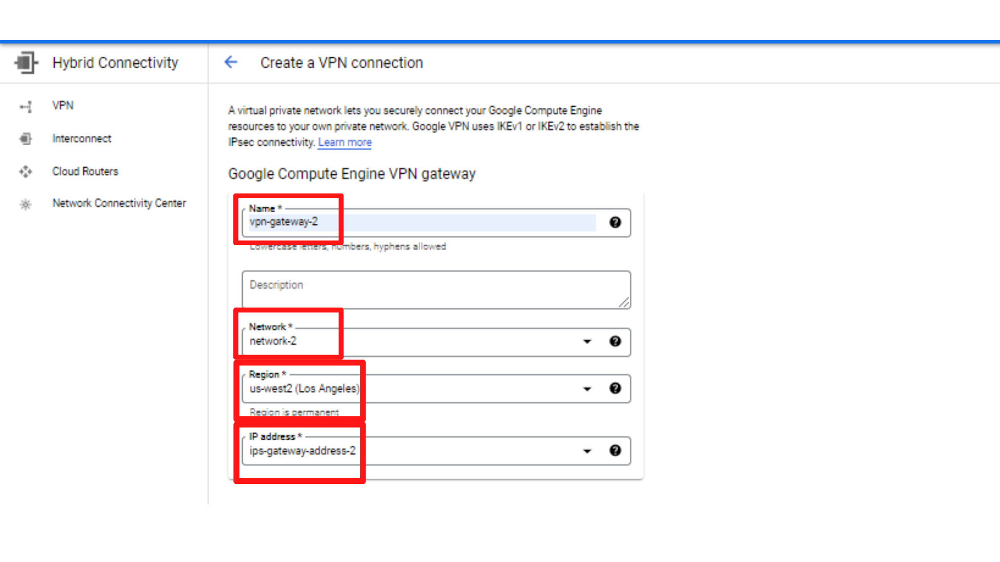 Hybrid Connectivity
Create a VPN connection
VPN
Interconnect
Cloud Routers
Network Connectivity Center
A virtual private network lets you securely connect your Google Compute Engine
resources to your own private network. Google VPN uses IKEv1 or IKEv2 to establish the
IPsec connectivity. Learn more
Google Compute Engine VPN gateway
Name *
vpn-gateway-2
Lowercase letters, numbers, hyphens allowed
Description
Network *
network-2
Region *
us-west2 (Los Angeles)
Region is permanent
IP address *
ips-gateway-address-2